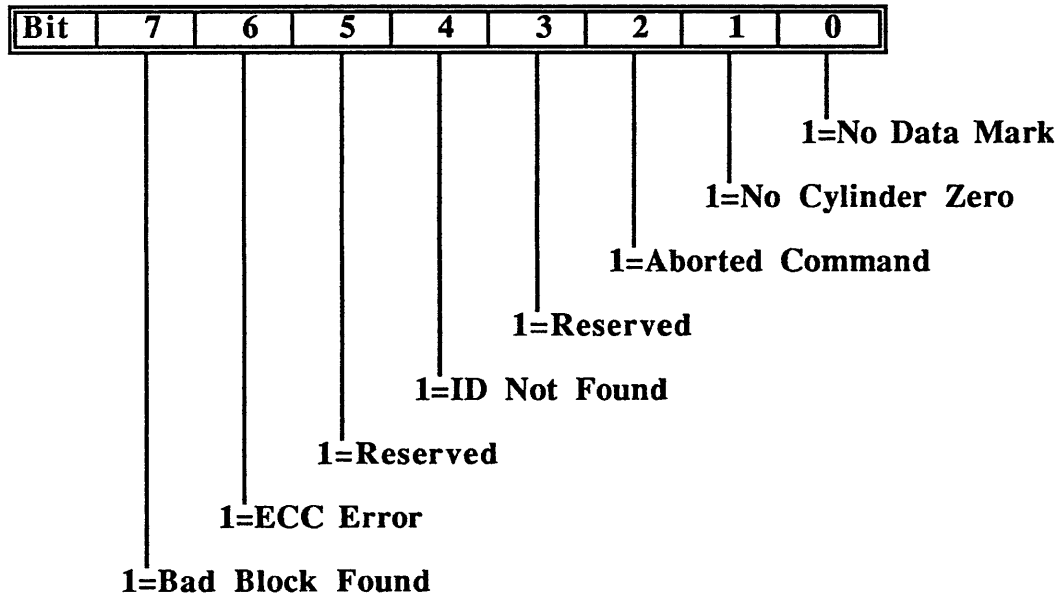 Bit 7 6 5 4 3 2 1 0
1=No Data Mark
1=No Cylinder Zero
1=Aborted Command
1=Reserved
1=ID Not Found
1=Reserved
1=ECC Error
1=Bad Block Found